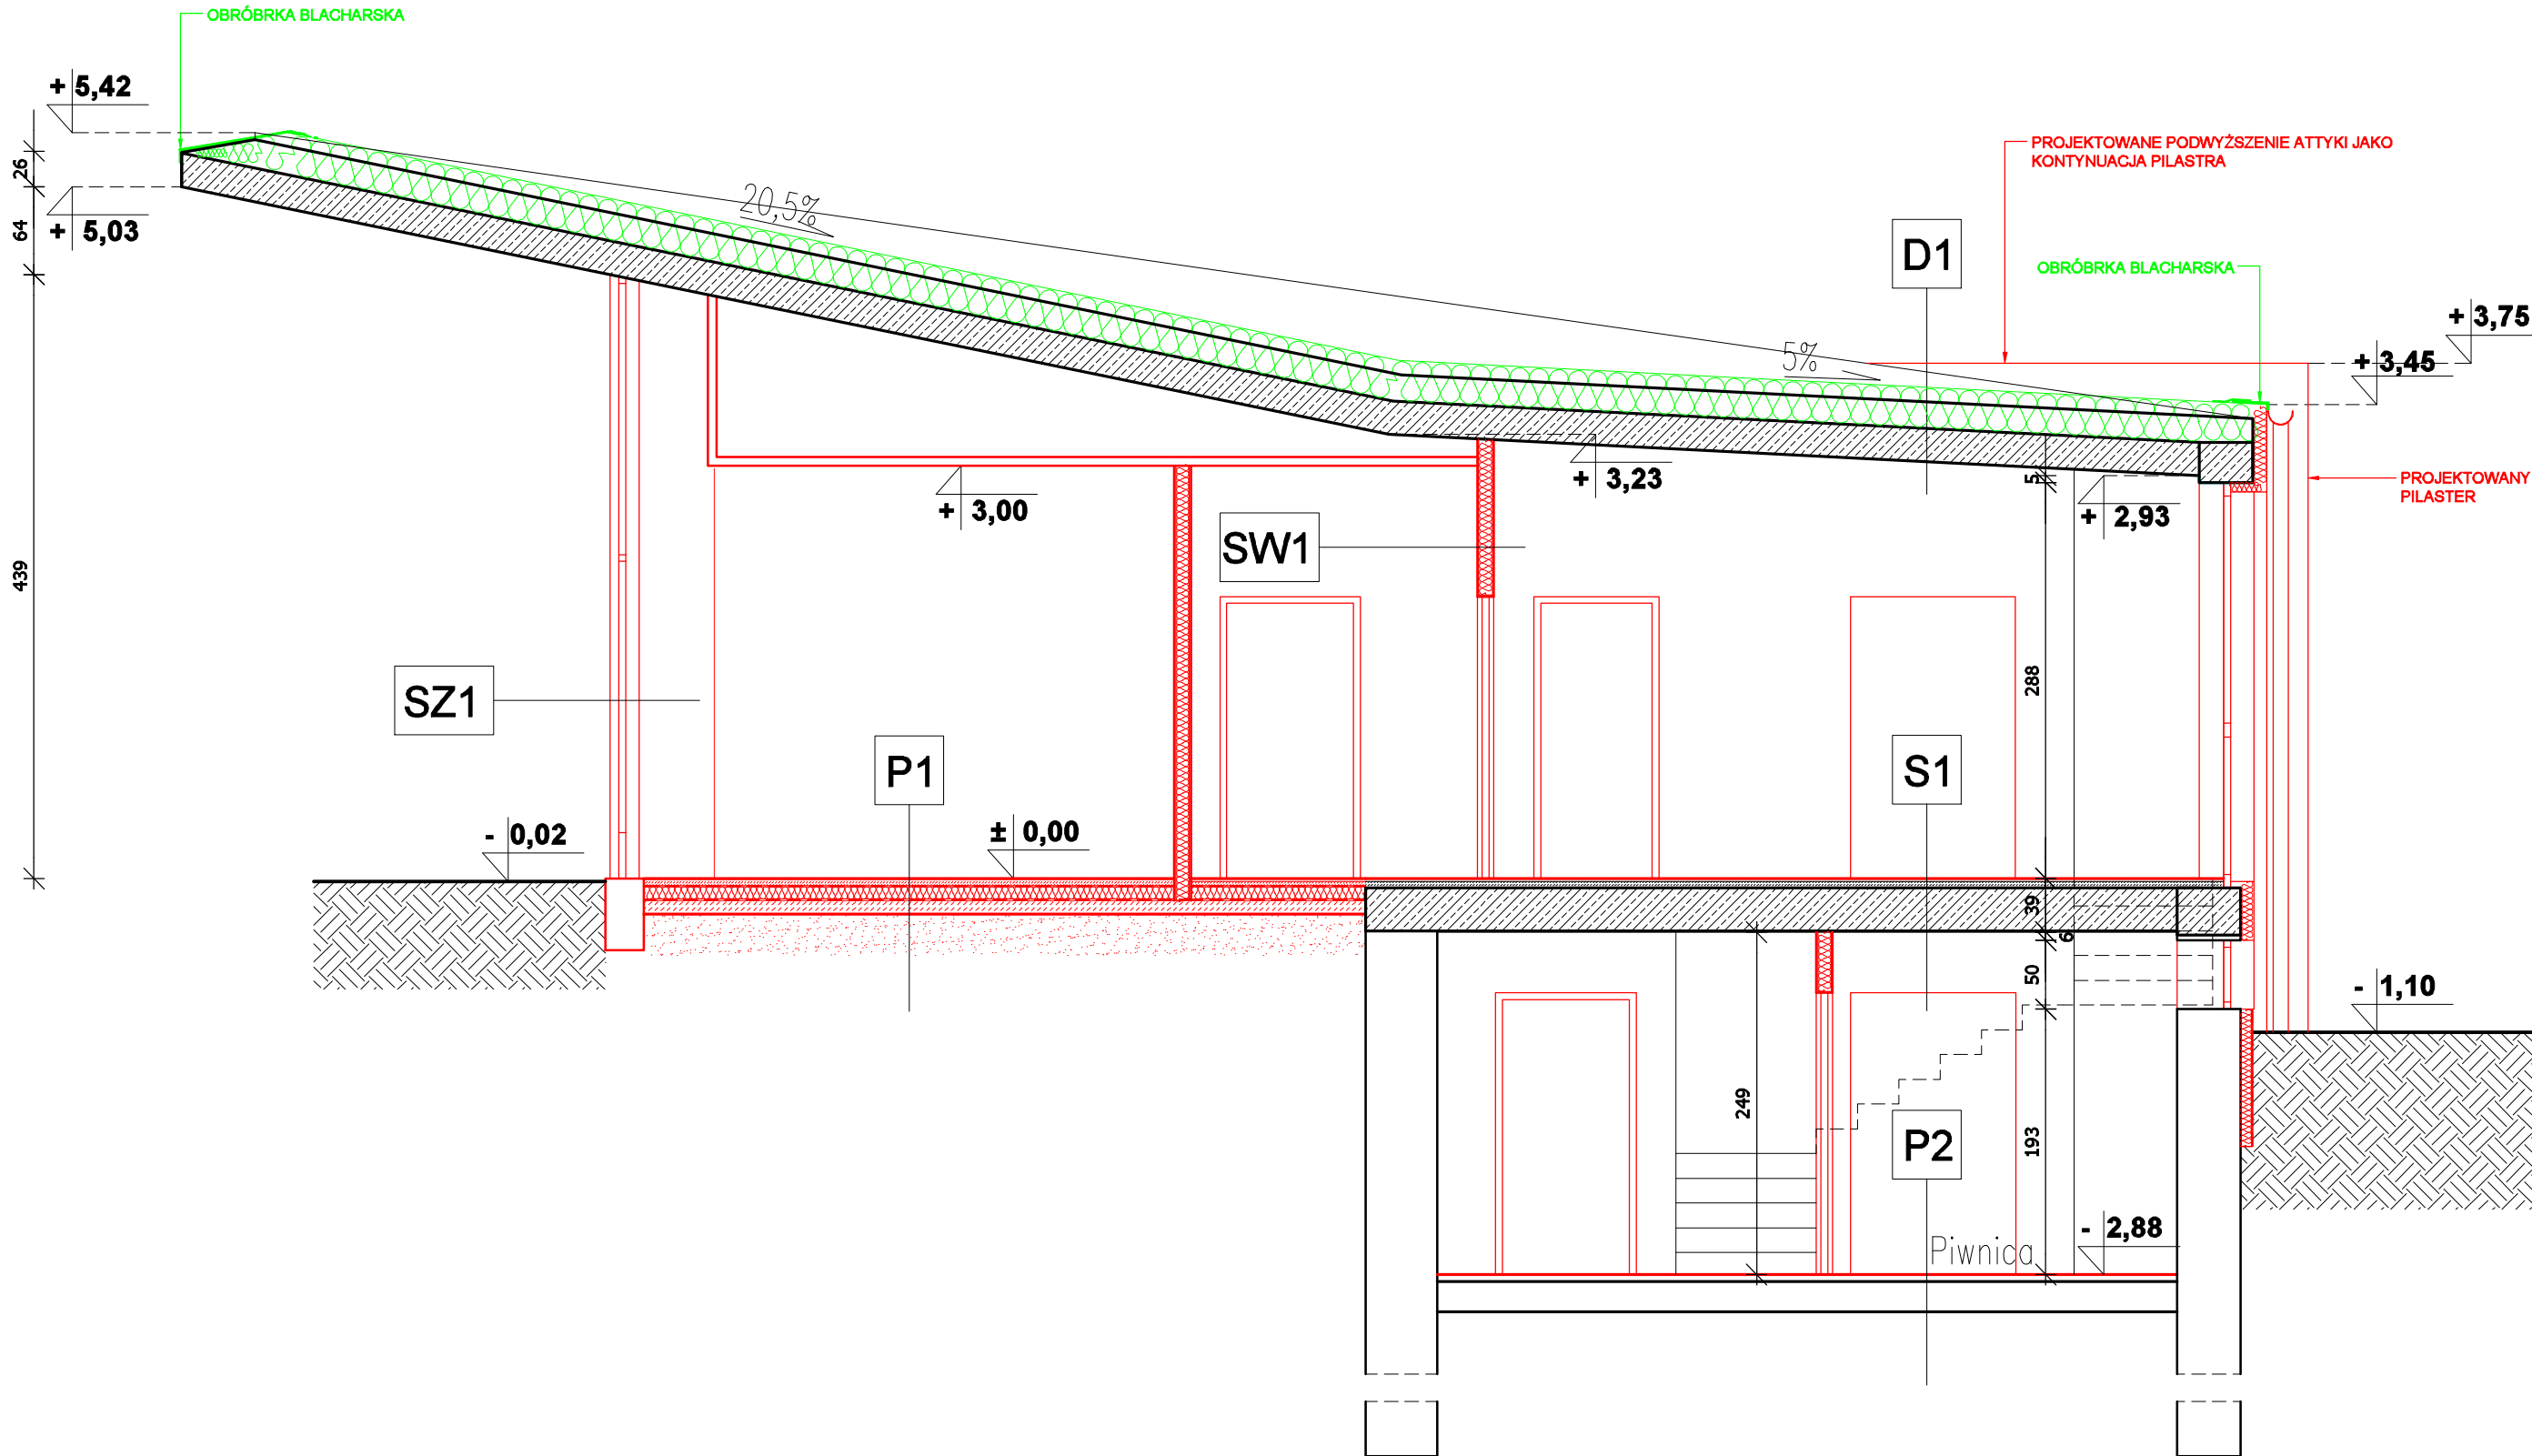 OBRÓBRKA BLACHARSKA
+ 5,42
26
+ 5,03
64
439
20,5%
PROJEKTOWANE PODWYŻSZENIE ATTYKI JAKO
KONTYNUACJA PILASTRA
D1
OBRÓBRKA BLACHARSKA
+ 3,75
+ 3,45
5%
+ 3,23
+ 3,00
5
+ 2,93
PROJEKTOWANY
PILASTER
SW1
SZ1
288
P1
S1
- 0,02
± 0,00
39
6
50
- 1,10
249
193
P2
Piwnica
- 2,88